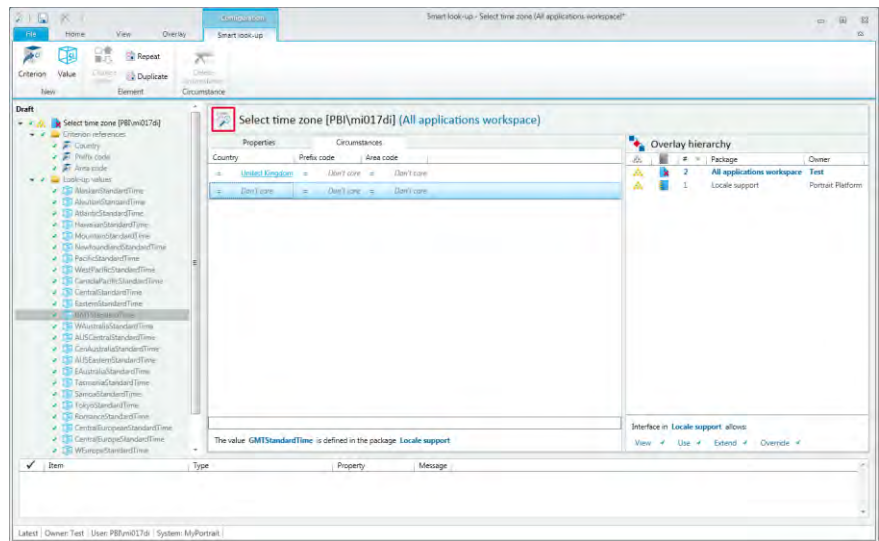 Configuration
Smart look-up - Select time zone (All applications workspace)*
File Home View Overlay Smart look-up
Criterion Value Repeat
Duplicate
New Element Circumstance
Draft
Select time zone [PBI\mi017di]
Criterion references
Country
Prefix code
Area code
Look-up values
AlaskanStandardTime
AleutianStandardTime
AtlanticStandardTime
HawaiianStandardTime
MountainStandardTime
NewfoundlandStandardTime
PacificStandardTime
WestPacificStandardTime
CanadaPacificStandardTime
CentralStandardTime
EasternStandardTime
GMTStandardTime
WAustraliaStandardTime
AUSCentralStandardTime
CenAustraliaStandardTime
AUSEasternStandardTime
EAustraliaStandardTime
TasmaniaStandardTime
SamoaStandardTime
TokyoStandardTime
RomanceStandardTime
CentralEuropeanStandardTime
CentralEuropeStandardTime
WEuropeStandardTime
Select time zone [PBI\mi017di] (All applications workspace)
Properties Circumstances
Country Prefix code Area code
= United Kingdom = Don't care = Don't care
= Don't care = Don't care = Don't care
The value GMTStandardTime is defined in the package Locale support
Overlay hierarchy
# Package Owner
2 All applications workspace Test
1 Locale support Portrait Platform
Interface in Locale support allows
View Use Extend Override
Item Type Property Message
Latest Owner: Test User: PBI\mi017di System: MyPortrait